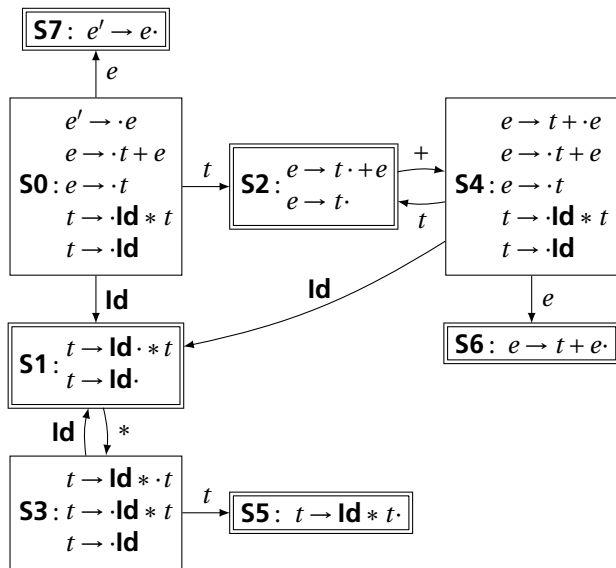 S7: e′ → e·
e
S0:
e′ → ·e
e → ·t + e
e → ·t
t → ·Id ∗ t
t → ·Id
t
S2:
e → t· + e
e → t·
+
t
S4:
e → t + ·e
e → ·t + e
e → ·t
t → ·Id ∗ t
t → ·Id
Id
Id
e
S1:
t → Id· ∗ t
t → Id·
S6: e → t + e·
Id
∗
S3:
t → Id ∗ ·t
t → ·Id ∗ t
t → ·Id
t
S5: t → Id ∗ t·